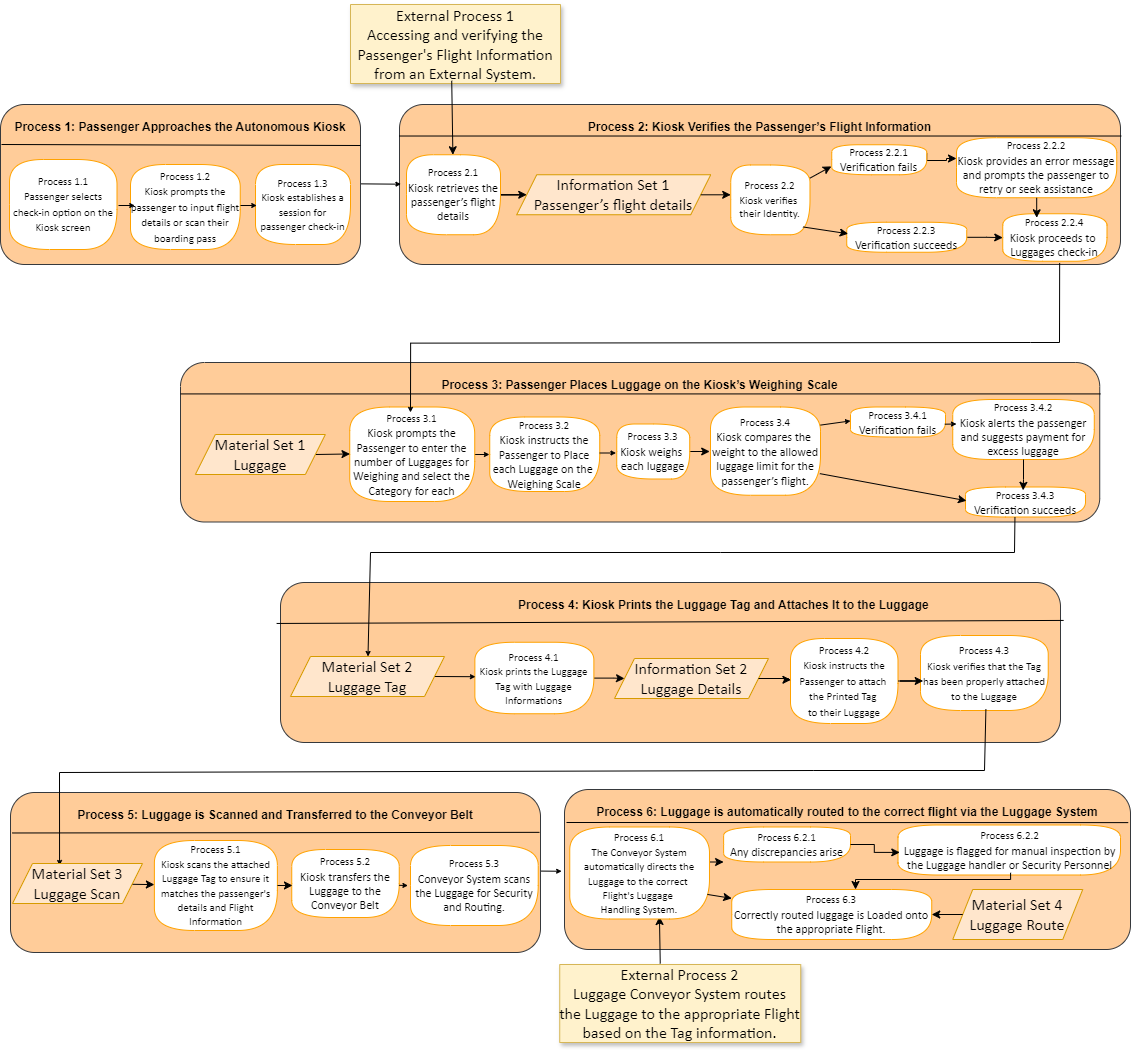 External Process 1
Accessing and verifying the
Passenger's Flight Information
from an External System.
Process 1: Passenger Approaches the Autonomous Kiosk
Process 1.1
Passenger selects
check-in option on the
Kiosk screen
Process 1.2
Kiosk prompts the
passenger to input flight
details or scan their
boarding pass
Process 1.3
Kiosk establishes a
session for
passenger check-in
Process 2: Kiosk Verifies the Passenger's Flight Information
Process 2.1
Kiosk retrieves the
passenger's flight
details
Information Set 1
Passenger's flight details
Process 2.2
Kiosk verifies
their Identity.
Process 2.2.1
Verification fails
Process 2.2.2
Kiosk provides an error message
and prompts the passenger to
retry or seek assistance
Process 2.2.3
Verification succeeds
Process 2.2.4
Kiosk proceeds to
Luggages check-in
Process 3: Passenger Places Luggage on the Kiosk's Weighing Scale
Material Set 1
Luggage
Process 3.1
Kiosk prompts the
Passenger to enter the
number of Luggages for
Weighing and select the
Category for each
Process 3.2
Kiosk instructs the
Passenger to Place
each Luggage on the
Weighing Scale
Process 3.3
Kiosk weighs
each luggage
Process 3.4
Kiosk compares the
weight to the allowed
luggage limit for the
passenger's flight.
Process 3.4.1
Verification fails
Process 3.4.2
Kiosk alerts the passenger
and suggests payment for
excess luggage
Process 3.4.3
Verification succeeds
Process 4: Kiosk Prints the Luggage Tag and Attaches It to the Luggage
Material Set 2
Luggage Tag
Process 4.1
Kiosk prints the Luggage
Tag with Luggage
Informations
Information Set 2
Luggage Details
Process 4.2
Kiosk instructs the
Passenger to attach
the Printed Tag
to their Luggage
Process 4.3
Kiosk verifies that the Tag
has been properly attached
to the Luggage
Process 5: Luggage is Scanned and Transferred to the Conveyor Belt
Material Set 3
Luggage Scan
Process 5.1
Kiosk scans the attached
Luggage Tag to ensure it
matches the passenger's
details and Flight
Information
Process 5.2
Kiosk transfers the
Luggage to the
Conveyor Belt
Process 5.3
Conveyor System scans
the Luggage for Security
and Routing.
Process 6: Luggage is automatically routed to the correct flight via the Luggage System
Process 6.1
The Conveyor System
automatically directs the
Luggage to the correct
Flight's Luggage
Handling System.
Process 6.2.1
Any discrepancies arise
Process 6.2.2
Luggage is flagged for manual inspection by
the Luggage handler or Security Personnel
Process 6.3
Correctly routed luggage is Loaded onto
the appropriate Flight.
Material Set 4
Luggage Route
External Process 2
Luggage Conveyor System routes
the Luggage to the appropriate Flight
based on the Tag information.